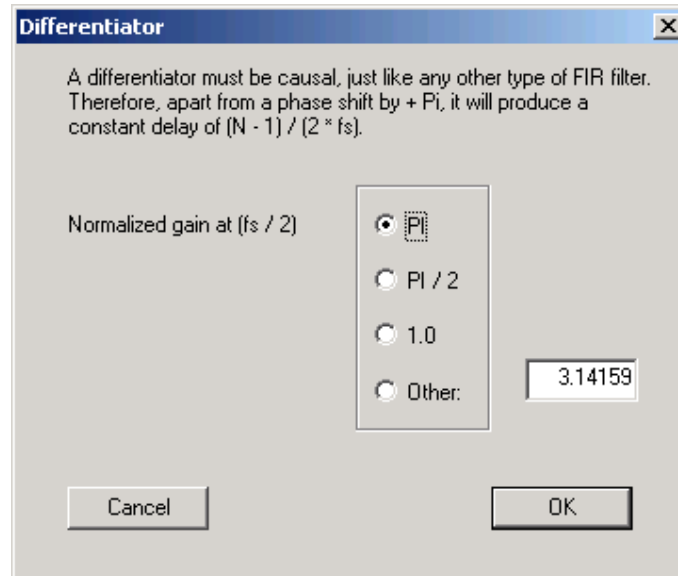 Differentiator
A differentiator must be causal, just like any other type of FIR filter.
Therefore, apart from a phase shift by + Pi, it will produce a
constant delay of (N - 1) / (2 * fs).
Normalized gain at (fs / 2)
PI
PI / 2
1.0
Other:
3.14159
Cancel
OK